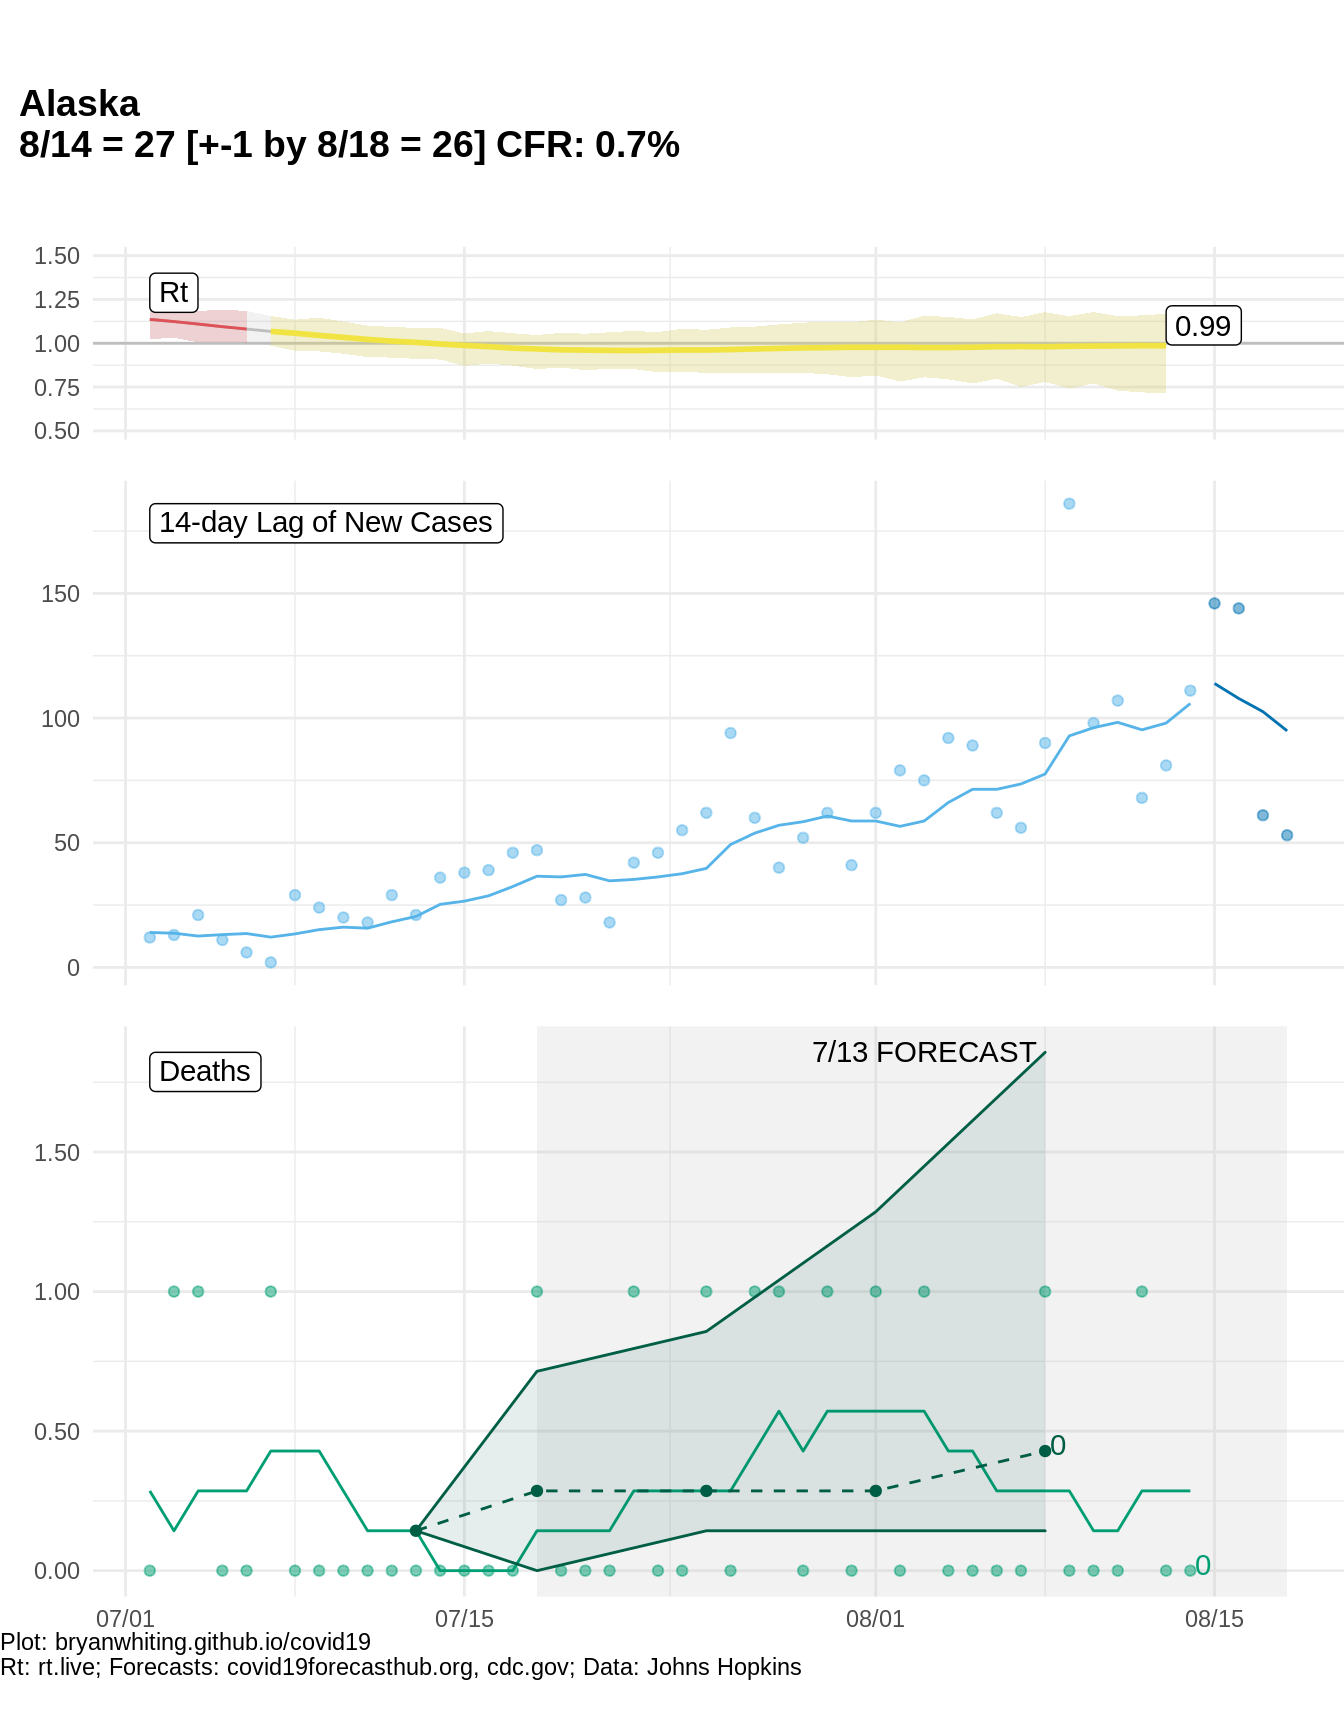 Alaska
8/14 = 27 [+-1 by 8/18 = 26] CFR: 0.7%
1.50
1.25
1.00
0.75
0.50
Rt
0.99
14-day Lag of New Cases
150
100
50
0
Deaths
7/13 FORECAST
1.50
1.00
0.50
0.00
0
0
07/01
07/15
08/01
08/15
Plot: bryanwhiting.github.io/covid19
Rt: rt.live; Forecasts: covid19forecasthub.org, cdc.gov; Data: Johns Hopkins